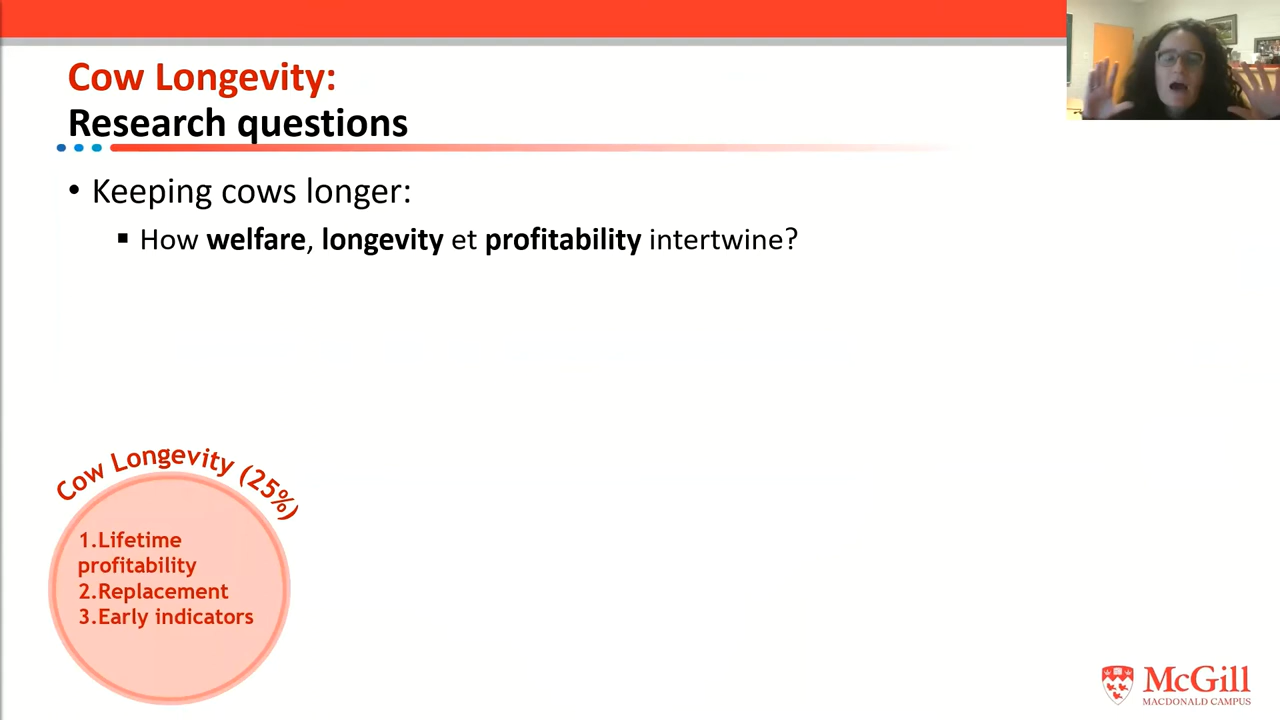 Cow Longevity:
Research questions
• Keeping cows longer:
▪ How welfare, longevity et profitability intertwine?
Cow Longevity (25%)
1.Lifetime
profitability
2.Replacement
3.Early indicators
McGill
MACDONALD CAMPUS